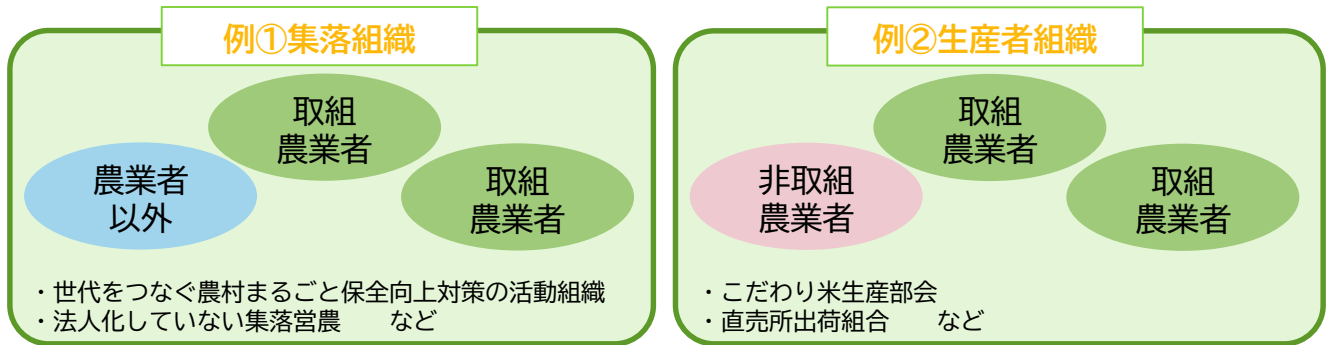 例①集落組織
取組
農業者
農業者
以外
取組
農業者
・世代をつなぐ農村まるごと保全向上対策の活動組織
・法人化していない集落営農　　など
例②生産者組織
取組
農業者
非取組
農業者
取組
農業者
・こだわり米生産部会
・直売所出荷組合　　など